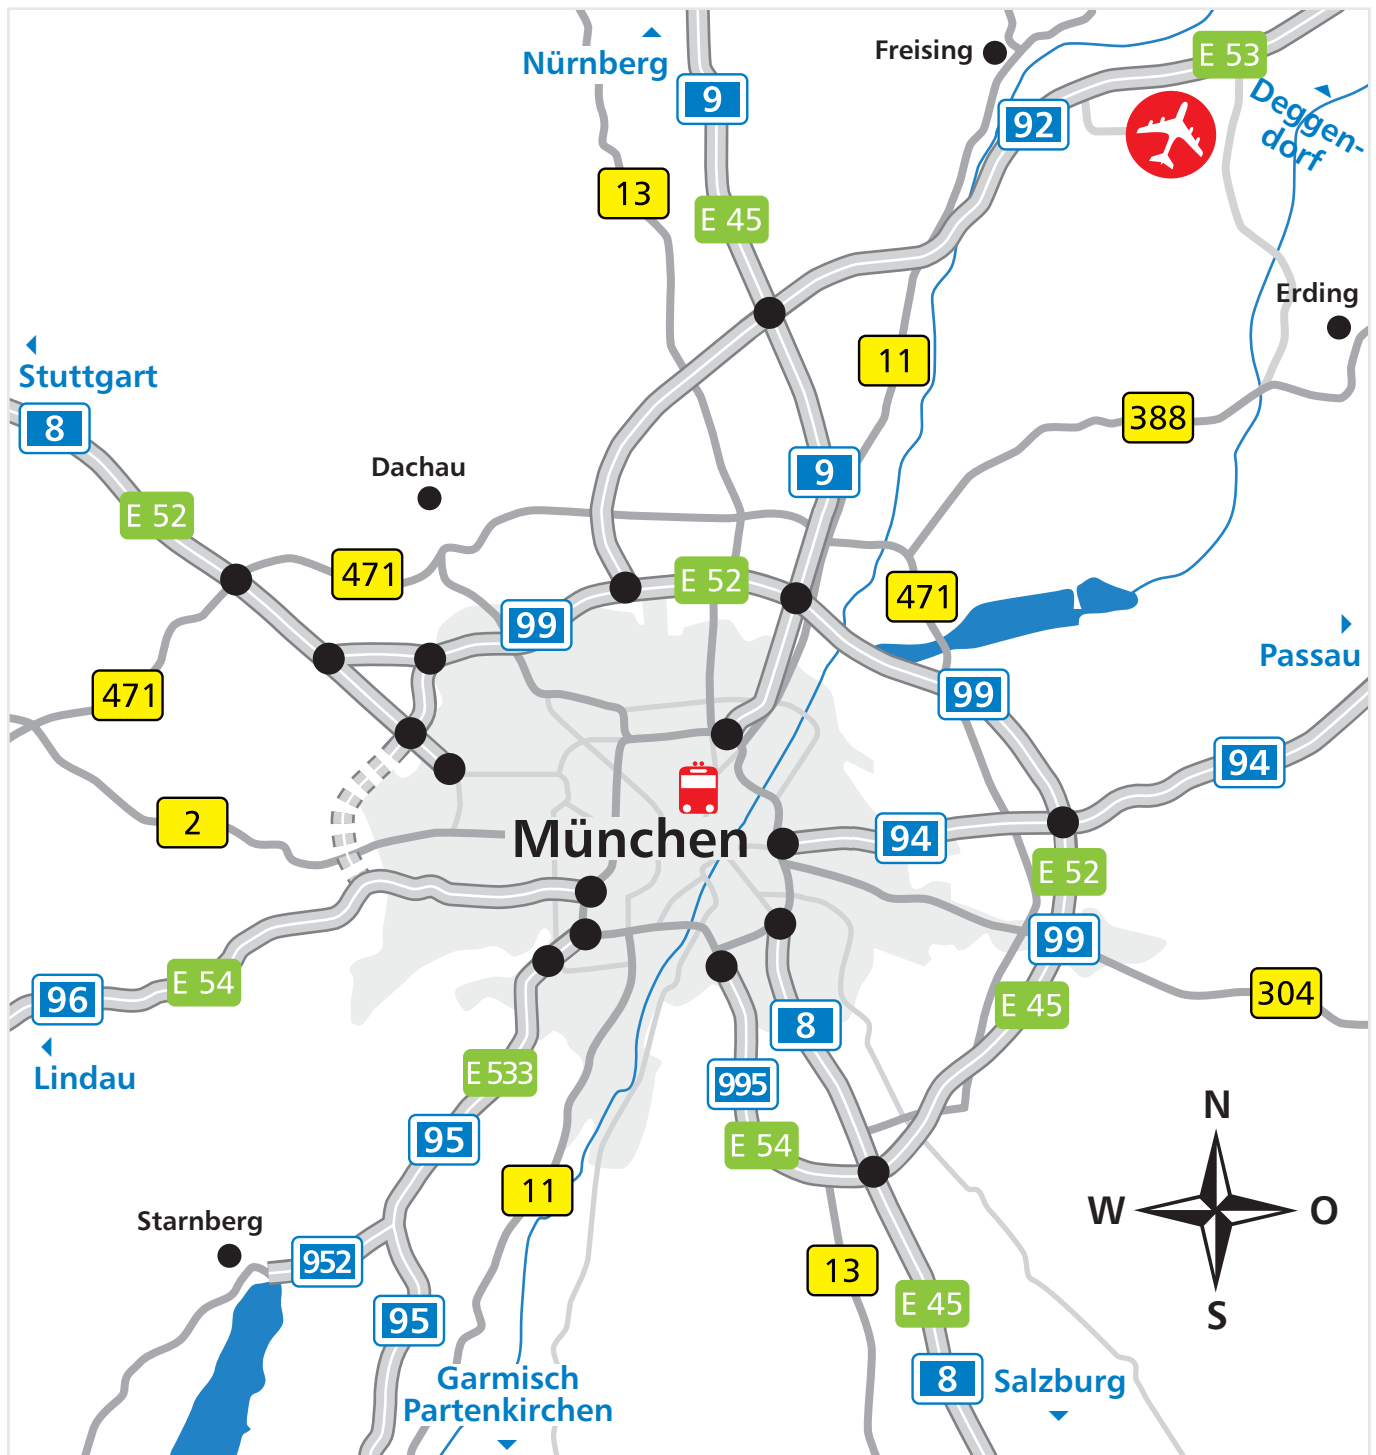 Nürnberg
Freising
E 53
9
92
Deggen-
dorf
13
E 45
Erding
11
Stuttgart
8
388
Dachau
9
E 52
471
E 52
471
99
Passau
471
99
94
2
München
94
E 52
99
E 54
96
304
E 45
8
Lindau
E 533
995
95
E 54
N
11
W
O
Starnberg
952
13
E 45
S
95
Garmisch
Partenkirchen
8
Salzburg